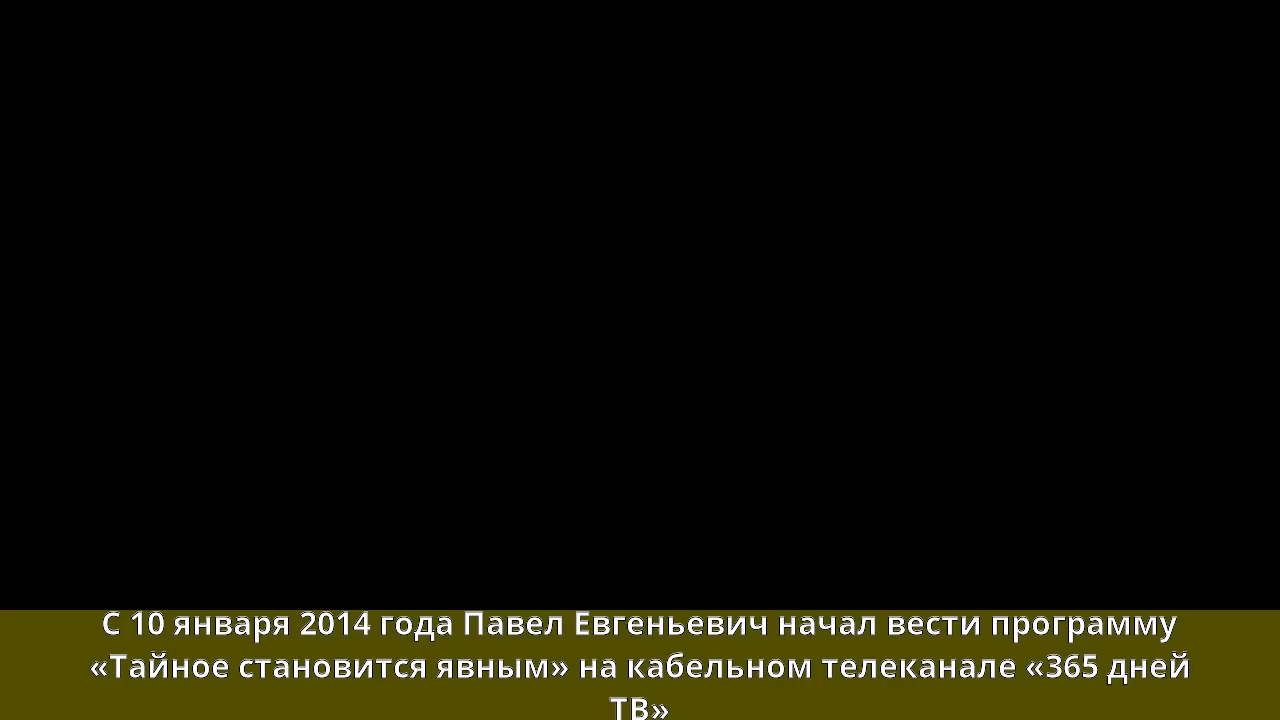 С 10 января 2014 года Павел Евгеньевич начал вести программу
«Тайное становится явным» на кабельном телеканале «365 дней
ТВ»